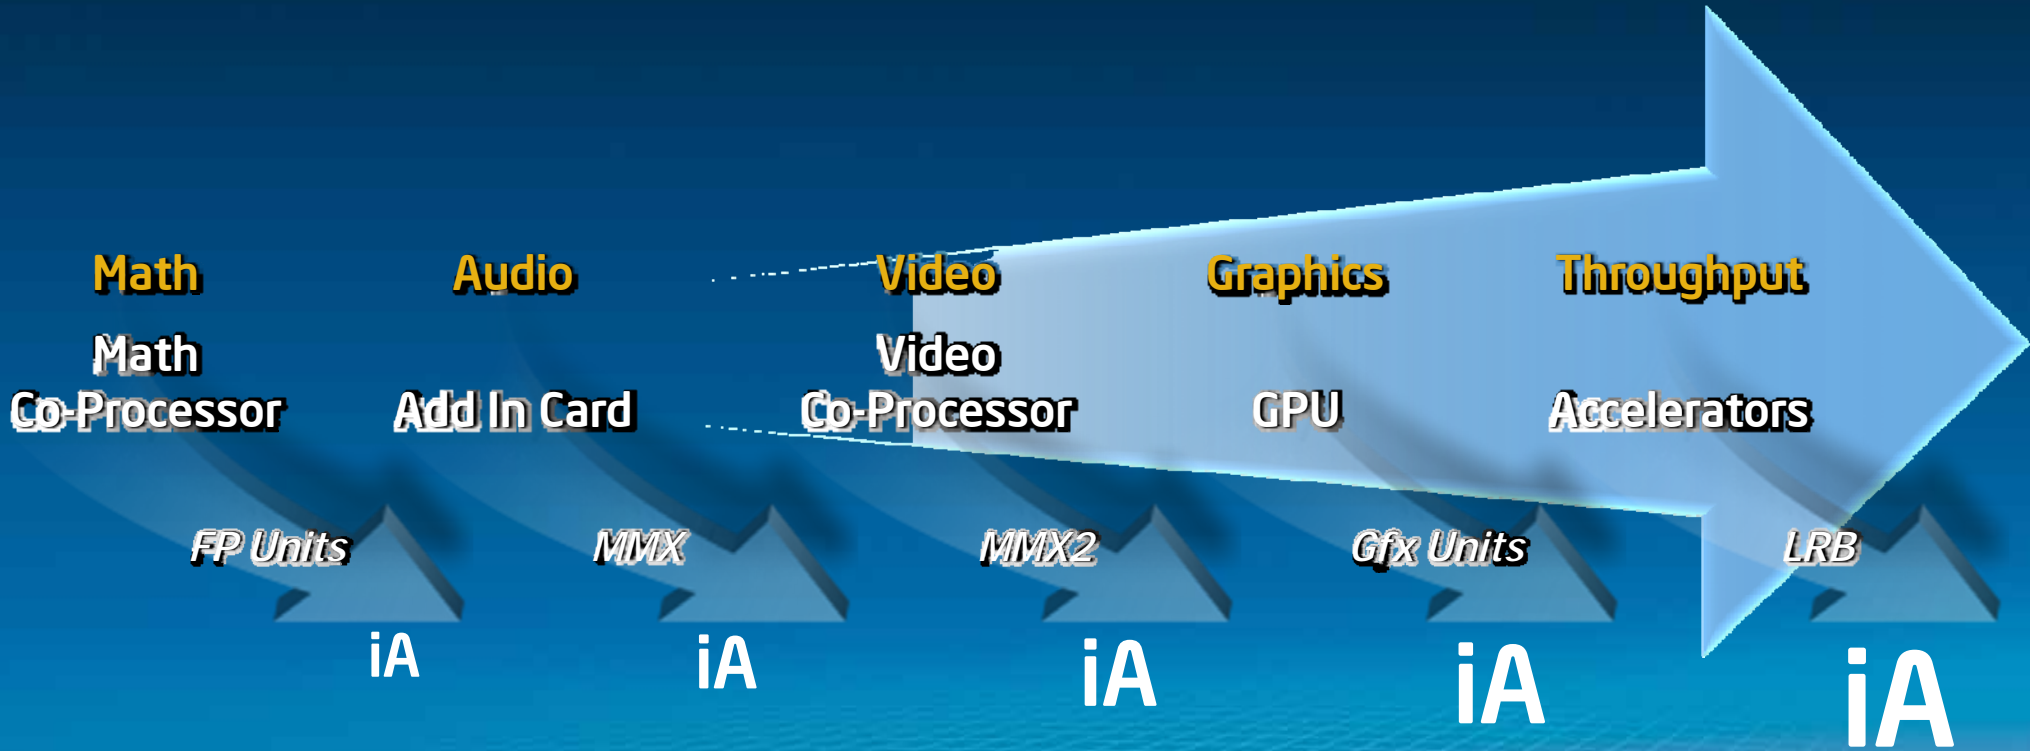 Math
Audio
Video
Graphics
Throughput
Math
Co-Processor
Add In Card
Video
Co-Processor
GPU
Accelerators
FP Units
MMX
MMX2
Gfx Units
LRB
iA
iA
iA
iA
iA